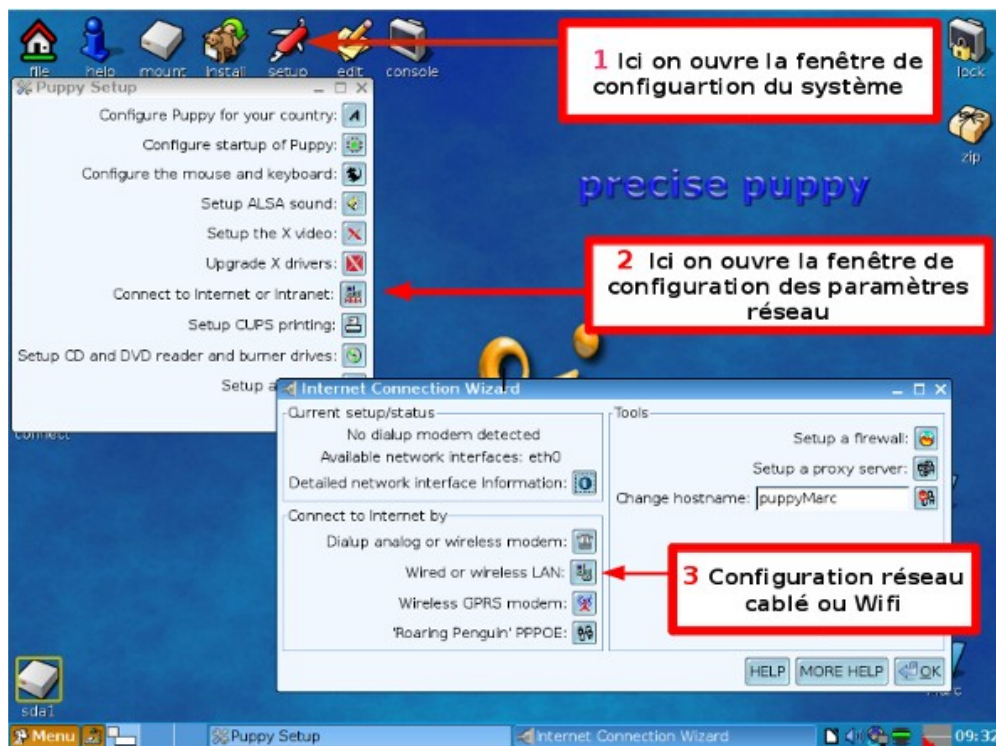 file help mount install setup edit console lock
1 Ici on ouvre la fenêtre de
configuartion du système
Puppy Setup
Configure Puppy for your country:
Configure startup of Puppy:
Configure the mouse and keyboard:
Setup ALSA sound:
Setup the X video:
Upgrade X drivers:
Connect to Internet or Intranet:
Setup CUPS printing:
Setup CD and DVD reader and burner drives:
Setup a
zip
precise puppy
2 Ici on ouvre la fenêtre de
configuration des paramètres
réseau
connect
Internet Connection Wizard
Current setup/status
No dialup modem detected
Available network interfaces: eth0
Detailed network interface Information:
Connect to Internet by
Dialup analog or wireless modem:
Wired or wireless LAN:
Wireless GPRS modem:
'Roaring Penguin' PPPOE:
Tools
Setup a firewall:
Setup a proxy server:
Change hostname: puppyMarc
3 Configuration réseau
cablé ou Wifi
HELP MORE HELP OK
sda1
Menu Puppy Setup Internet Connection Wizard 09:32